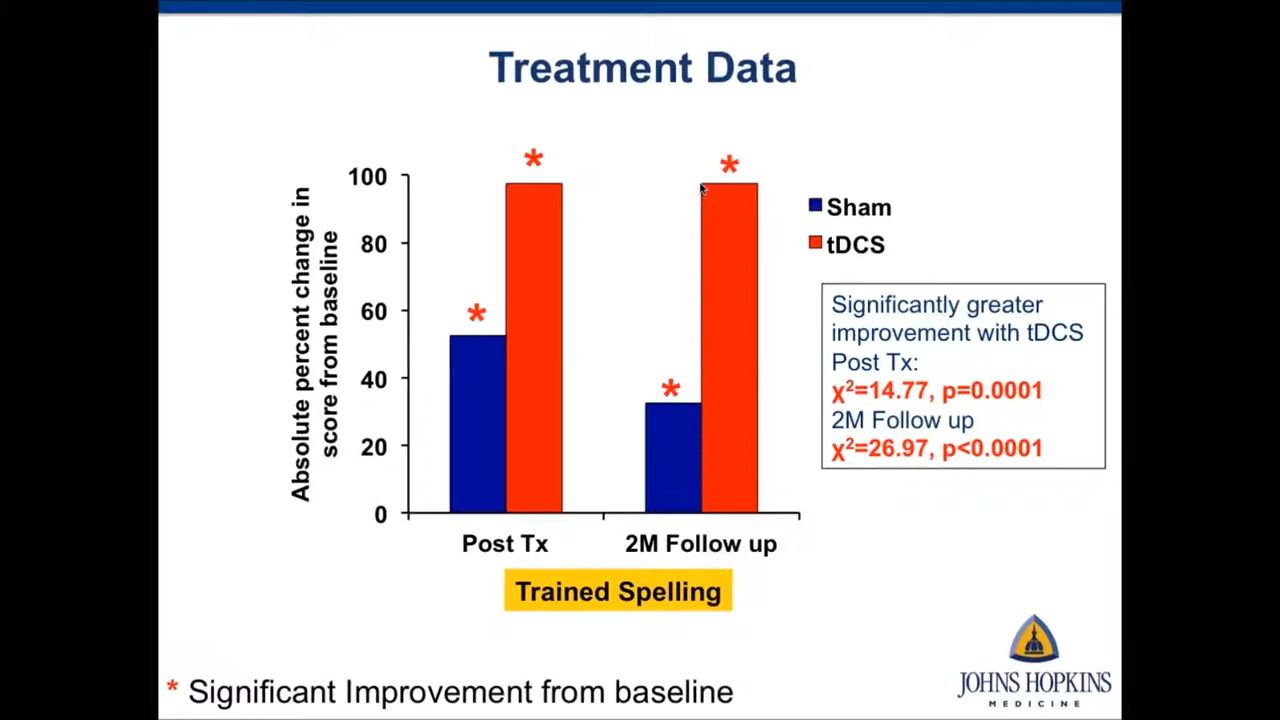 Treatment Data
Absolute percent change in
score from baseline
100
80
60
40
20
0
*
*
*
*
Post Tx
2M Follow up
Trained Spelling
Sham
tDCS
Significantly greater
improvement with tDCS
Post Tx:
χ²=14.77, p=0.0001
2M Follow up
χ²=26.97, p<0.0001
* Significant Improvement from baseline
JOHNS HOPKINS
MEDICINE